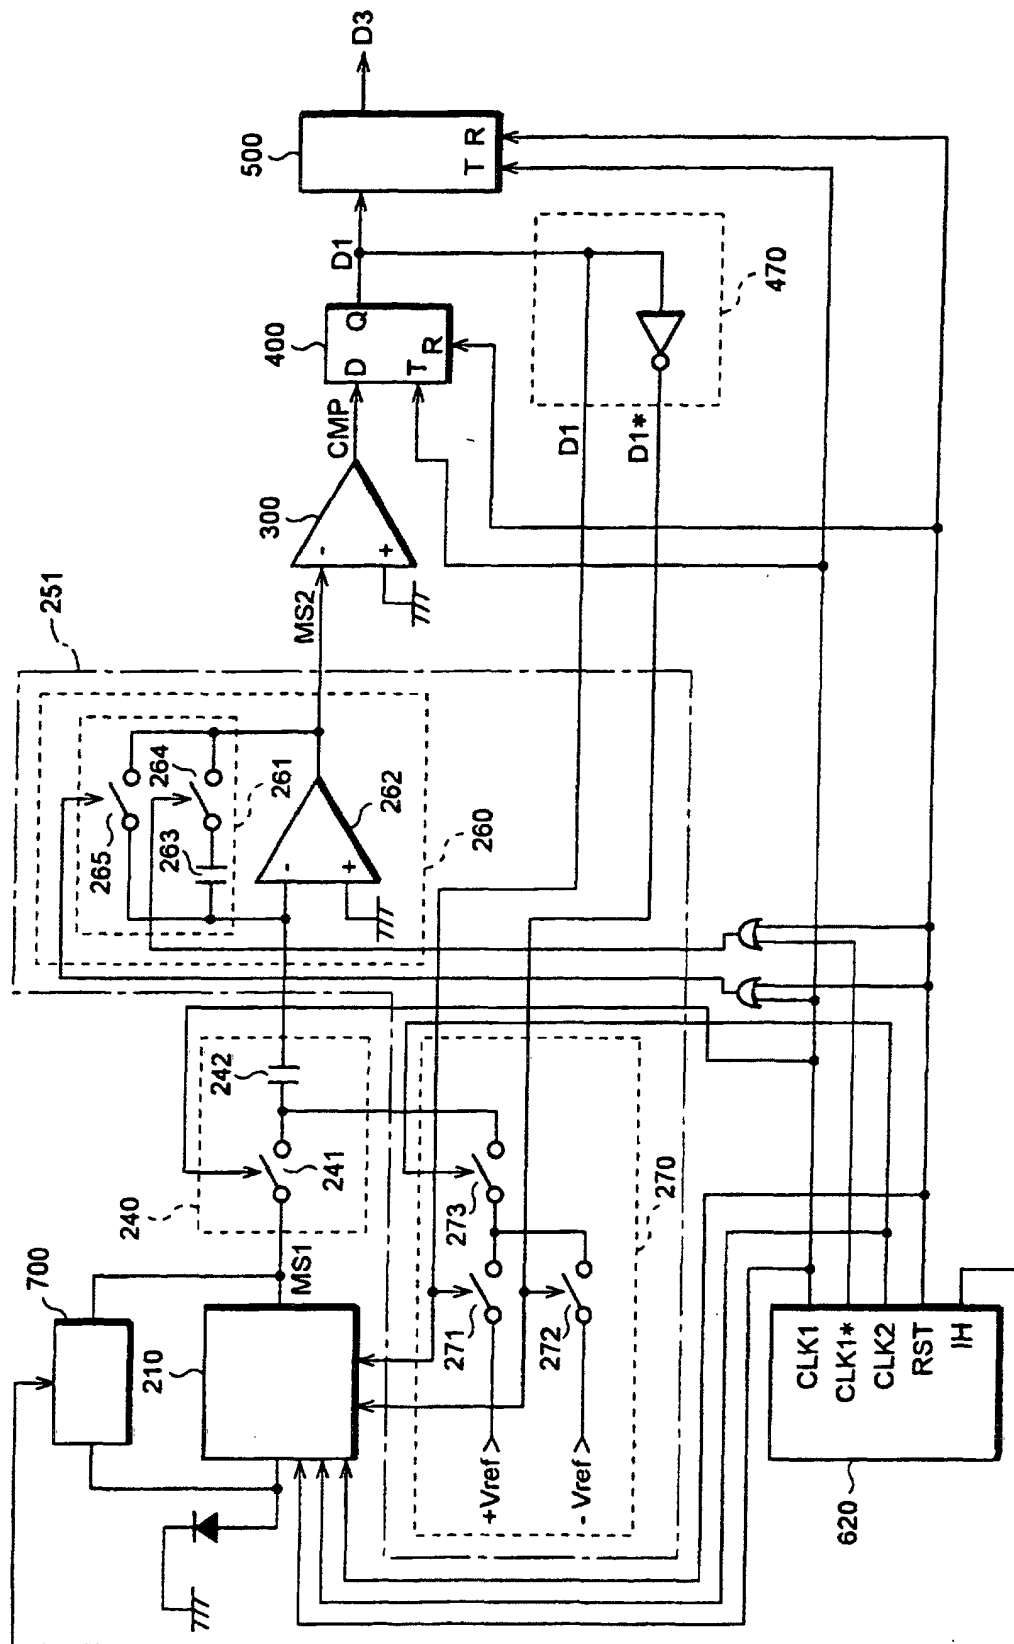 700
210
MS1
240
241
242
251
265
264
263
261
262
-
+
260
MS2
300
-
+
CMP
400
D
Q
T
R
D1
500
T
R
D3
470
D1
D1*
271
272
273
270
+Vref
-Vref
620
CLK1
CLK1*
CLK2
RST
IH